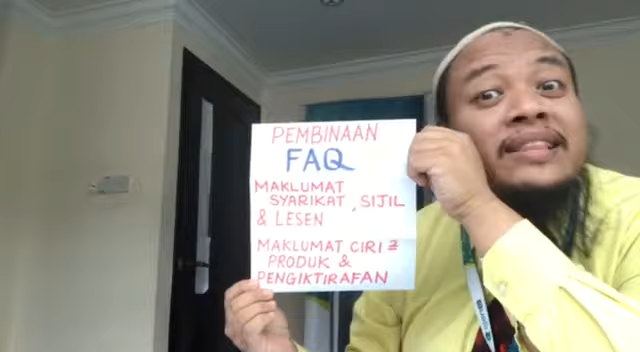 PEMBINAAN
FAQ
MAKLUMAT
SYARIKAT, SIJIL
& LESEN
MAKLUMAT CIRI2
PRODUK &
PENGIKTIRAFAN